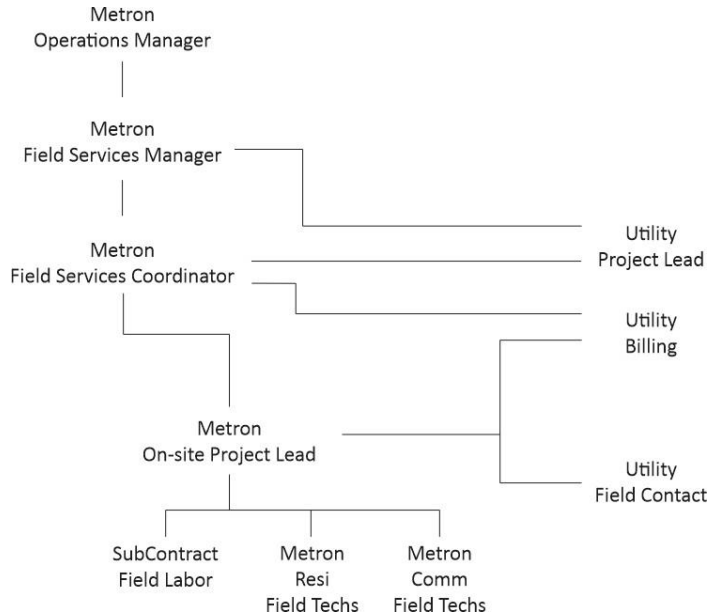 Metron
Operations Manager
Metron
Field Services Manager
Utility
Project Lead
Metron
Field Services Coordinator
Utility
Billing
Metron
On-site Project Lead
Utility
Field Contact
SubContract
Field Labor
Metron
Resi
Field Techs
Metron
Comm
Field Techs